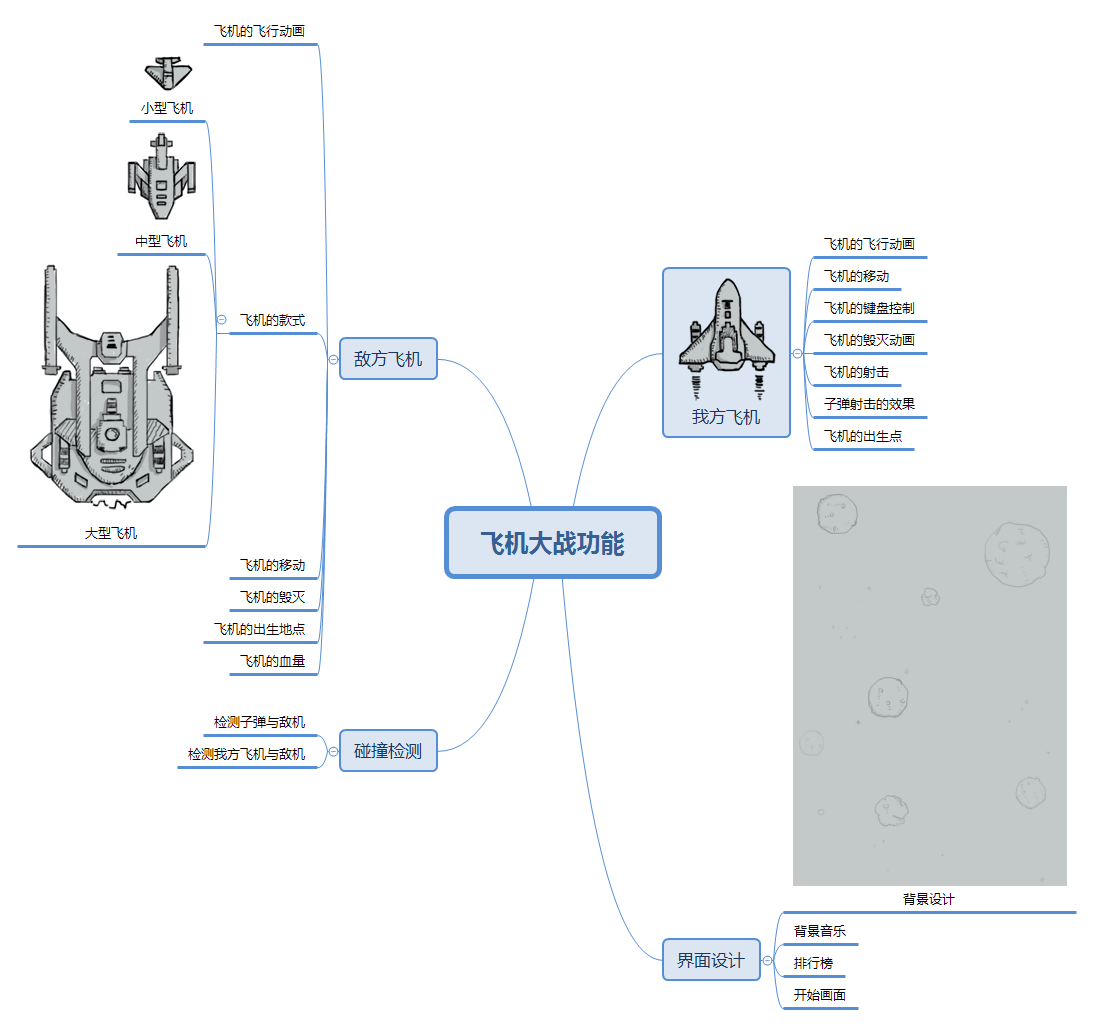 飞机大战功能
我方飞机
飞机的飞行动画
飞机的移动
飞机的键盘控制
飞机的毁灭动画
飞机的射击
子弹射击的效果
飞机的出生点
界面设计
背景设计
背景音乐
排行榜
开始画面
敌方飞机
飞机的飞行动画
飞机的款式
小型飞机
中型飞机
大型飞机
飞机的移动
飞机的毁灭
飞机的出生地点
飞机的血量
碰撞检测
检测子弹与敌机
检测我方飞机与敌机